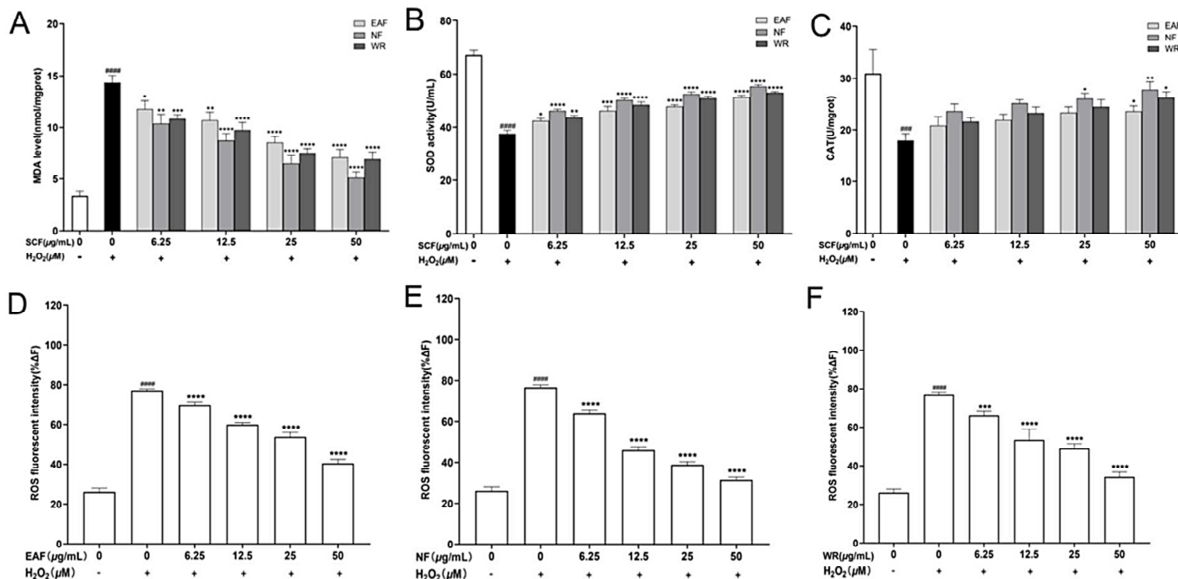 A
MDA level(nmol/mgprot)
20
15
10
5
0
EAF
NF
WR
####
* ** *** ** **** **** **** **** **** **** **** ****
SCF(μg/mL) 0 0 6.25 12.5 25 50
H₂O₂(μM) - + + + + +
B
SOD activity(U/mL)
80
60
40
20
0
EAF
NF
WR
####
* **** ** *** **** **** **** **** **** **** **** ****
0 0 6.25 12.5 25 50
SCF(μg/mL)
H₂O₂(μM) - + + + + +
C
CAT(U/mgrot)
40
30
20
10
0
EAF
NF
WR
###
* * ** *
SCF(μg/mL) 0 0 6.25 12.5 25 50
H₂O₂(μM) - + + + + +
D
ROS fluorescent intensity(%ΔF)
120
100
80
60
40
20
0
####
**** **** **** ****
EAF(μg/mL) 0 0 6.25 12.5 25 50
H₂O₂(μM) - + + + + +
E
ROS fluorescent intensity(%ΔF)
120
100
80
60
40
20
0
####
**** **** **** ****
NF(μg/mL) 0 0 6.25 12.5 25 50
H₂O₂(μM) - + + + + +
F
ROS fluorescent intensity(%ΔF)
120
100
80
60
40
20
0
####
*** **** **** ****
WR(μg/mL) 0 0 6.25 12.5 25 50
H₂O₂(μM) - + + + + +